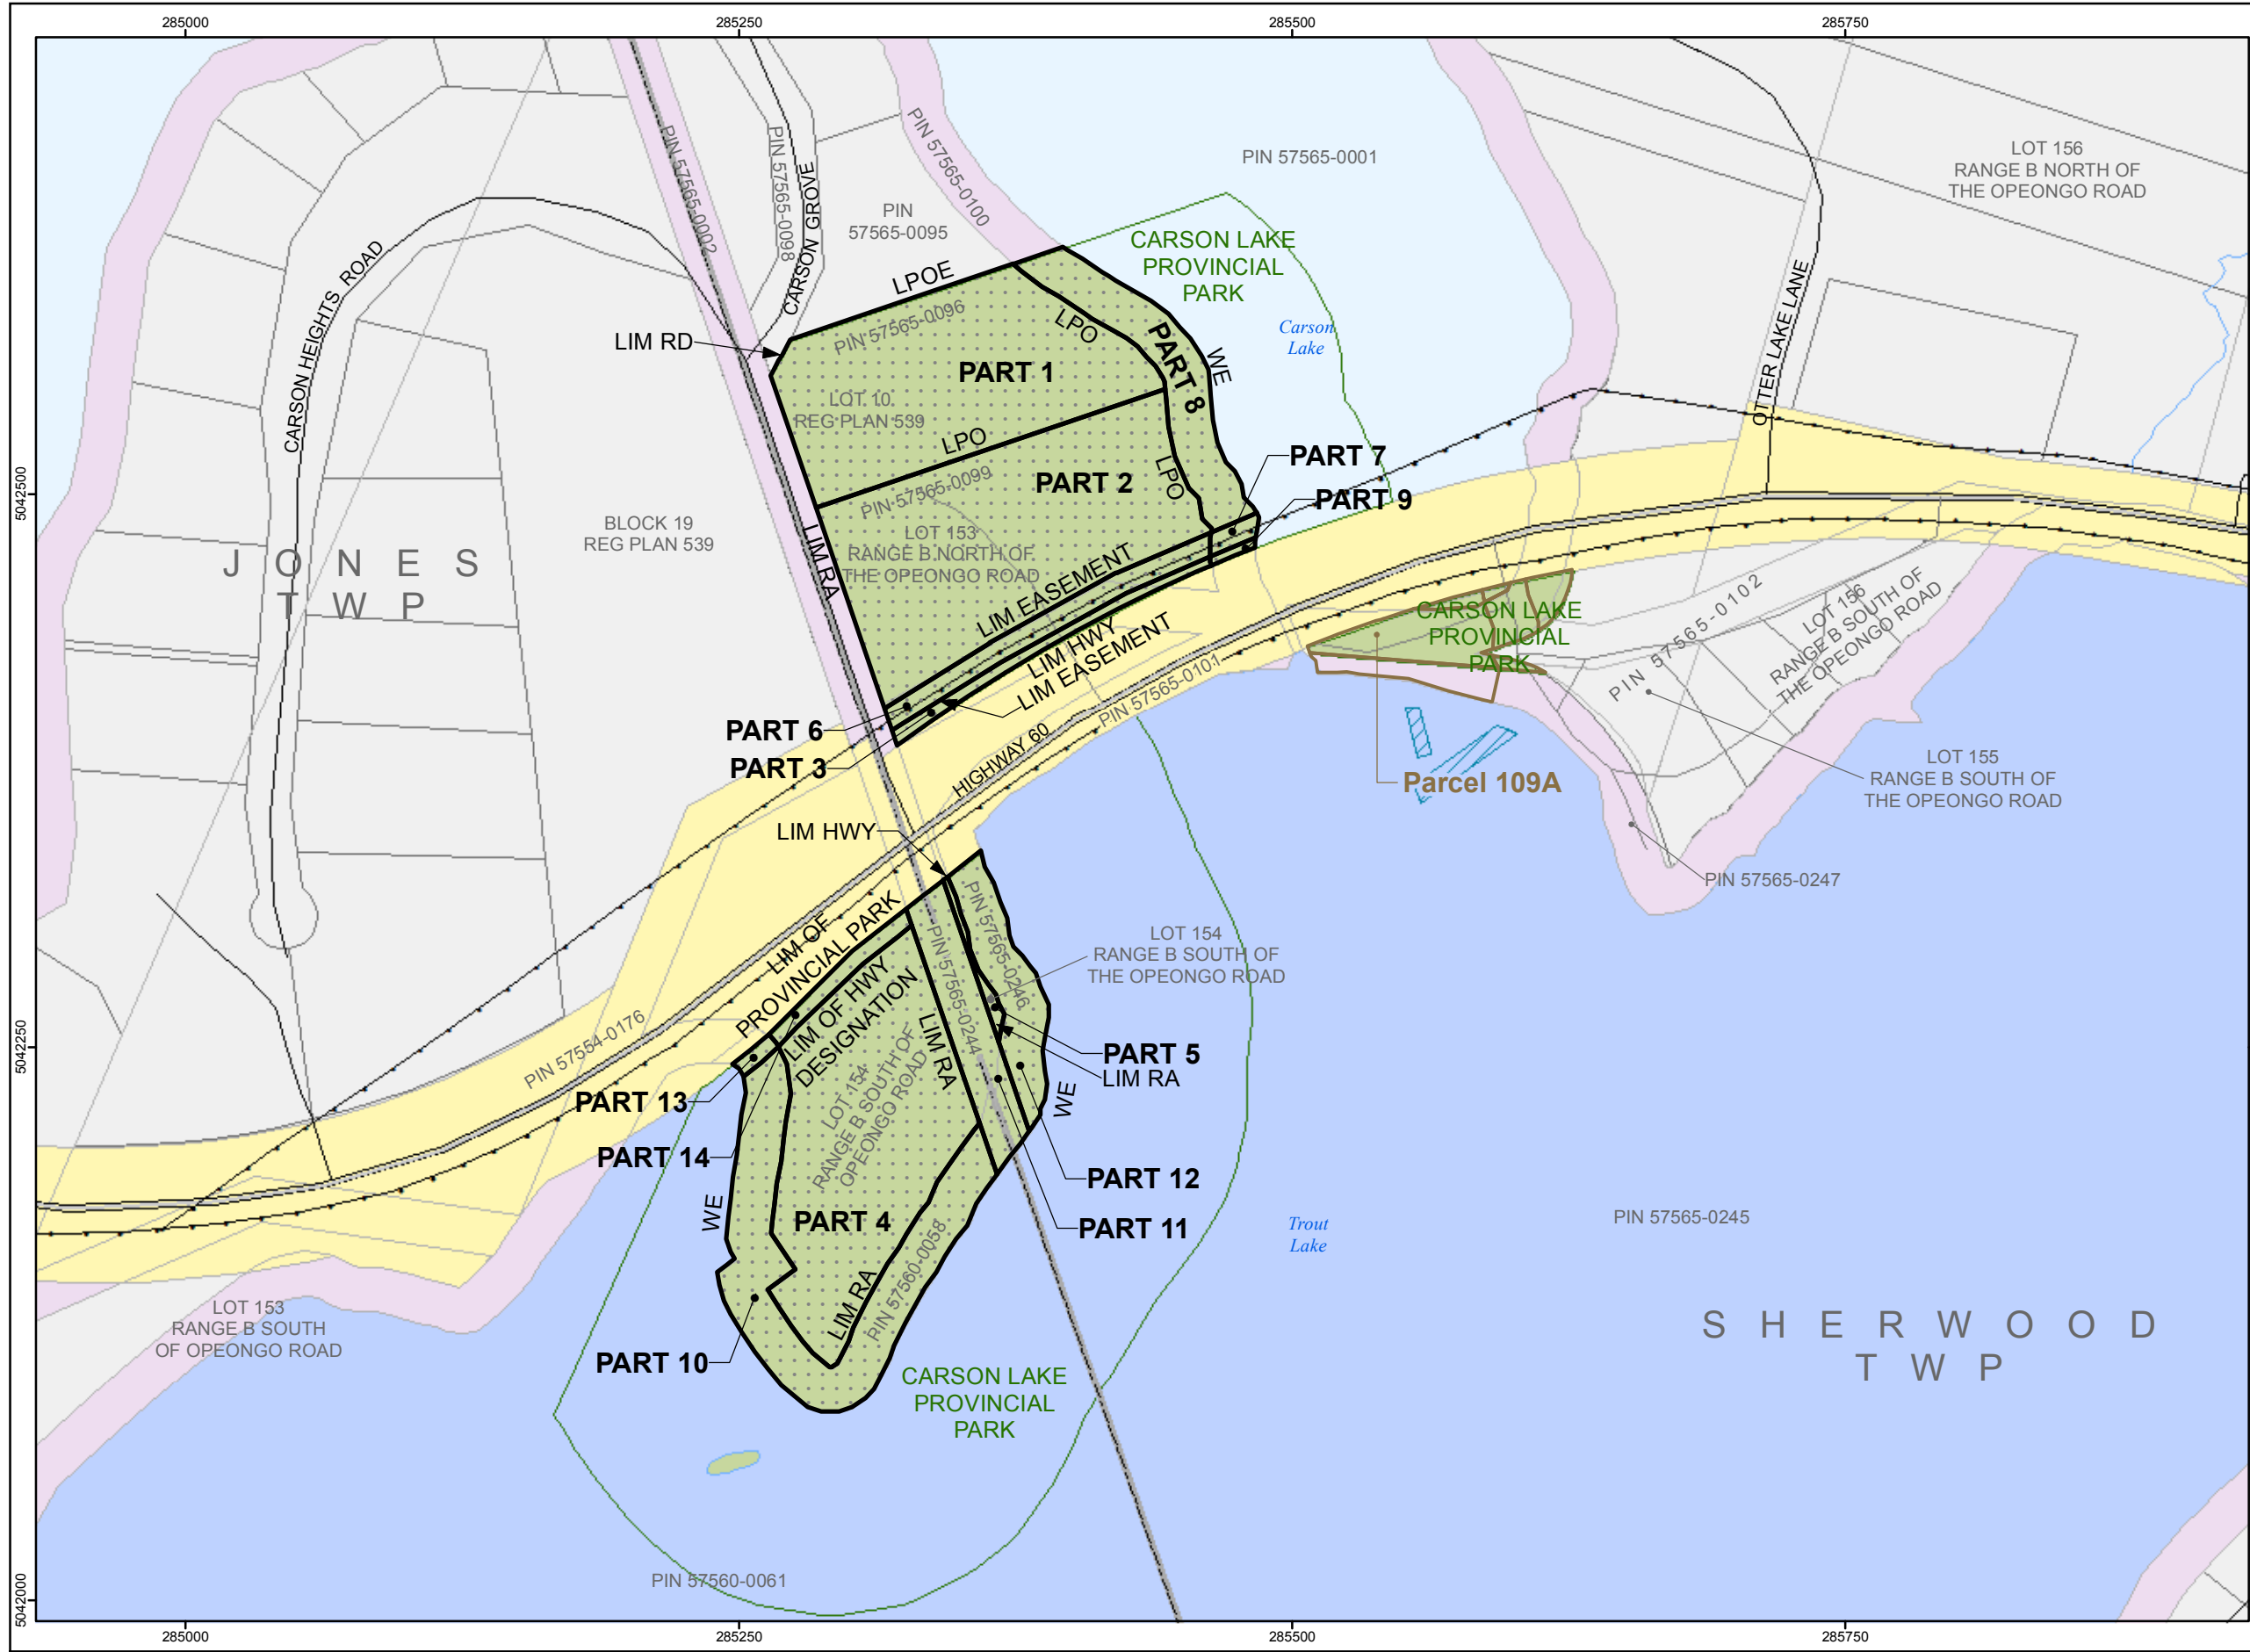 285000
285250
285500
285750
5042500
5042250
5042000
285000
285250
285500
285750
PIN 57565-0001
LOT 156
RANGE B NORTH OF
THE OPEONGO ROAD
PIN 57565-0002
PIN 57565-0098
CARSON GROVE
PIN 57565-0100
PIN
57565-0095
CARSON LAKE
PROVINCIAL
PARK
CARSON HEIGHTS ROAD
LPOE
PIN 57565-0096
LIM RD
LPO
PART 8
WE
Carson
Lake
OTTER LAKE LANE
PART 1
LOT 10
REG PLAN 539
LPO
PIN 57565-0099
PART 2
LPO
PART 7
PART 9
BLOCK 19
REG PLAN 539
LIM RA
LOT 153
RANGE B NORTH OF
THE OPEONGO ROAD
J O N E S
T W P
LIM EASEMENT
LIM HWY
LIM EASEMENT
PIN 57565-0101
CARSON LAKE
PROVINCIAL
PARK
PIN 57565-0102
LOT 156
RANGE B SOUTH OF
THE OPEONGO ROAD
PART 6
PART 3
HIGHWAY 60
Parcel 109A
LOT 155
RANGE B SOUTH OF
THE OPEONGO ROAD
LIM HWY
PIN 57565-0247
LIM OF
PROVINCIAL PARK
LIM OF HWY
DESIGNATION
PIN 57565-0244
PIN 57565-0246
LOT 154
RANGE B SOUTH OF
THE OPEONGO ROAD
PIN 57554-0176
LIM RA
PART 5
LIM RA
WE
PART 13
LOT 154
RANGE B SOUTH OF
OPEONGO ROAD
PART 14
PART 12
WE
PART 4
PART 11
Trout
Lake
PIN 57565-0245
LIM RA
PIN 57560-0058
LOT 153
RANGE B SOUTH
OF OPEONGO ROAD
PART 10
CARSON LAKE
PROVINCIAL
PARK
S H E R W O O D
T W P
PIN 57560-0061